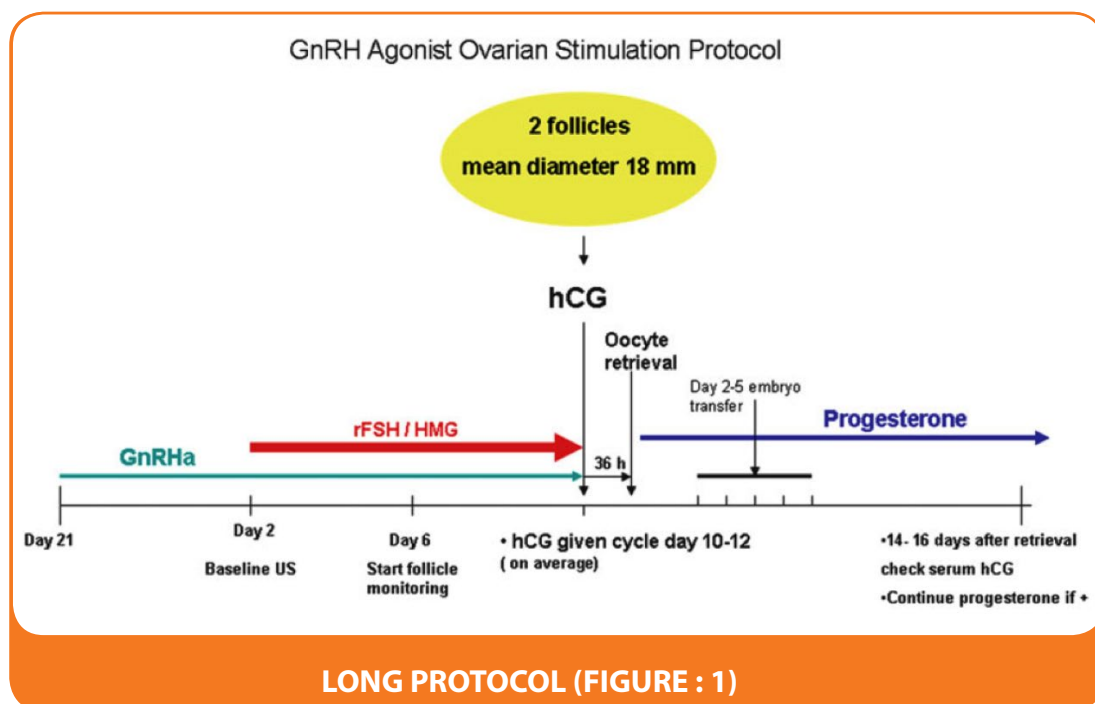 GnRH Agonist Ovarian Stimulation Protocol
2 follicles
mean diameter 18 mm
hCG
Oocyte
retrieval
Day 2-5 embryo
transfer
Progesterone
rFSH / HMG
GnRHa
36 h
Day 21
Day 2
Baseline US
Day 6
Start follicle
monitoring
• hCG given cycle day 10-12
( on average)
•14- 16 days after retrieval
check serum hCG
•Continue progesterone if +
LONG PROTOCOL (FIGURE : 1)